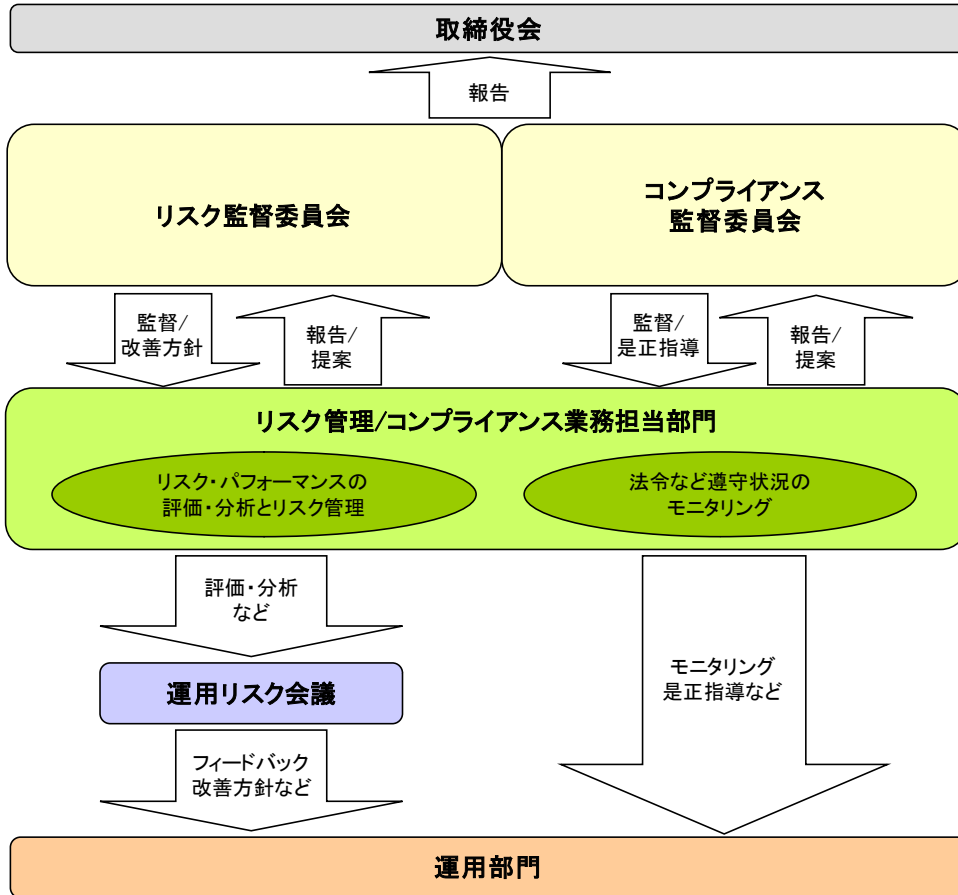 取締役会
報告
リスク監督委員会
コンプライアンス
監督委員会
監督/
改善方針
報告/
提案
監督/
是正指導
報告/
提案
リスク管理/コンプライアンス業務担当部門
リスク・パフォーマンスの
評価・分析とリスク管理
法令など遵守状況の
モニタリング
評価・分析
など
運用リスク会議
モニタリング
是正指導など
フィードバック
改善方針など
運用部門